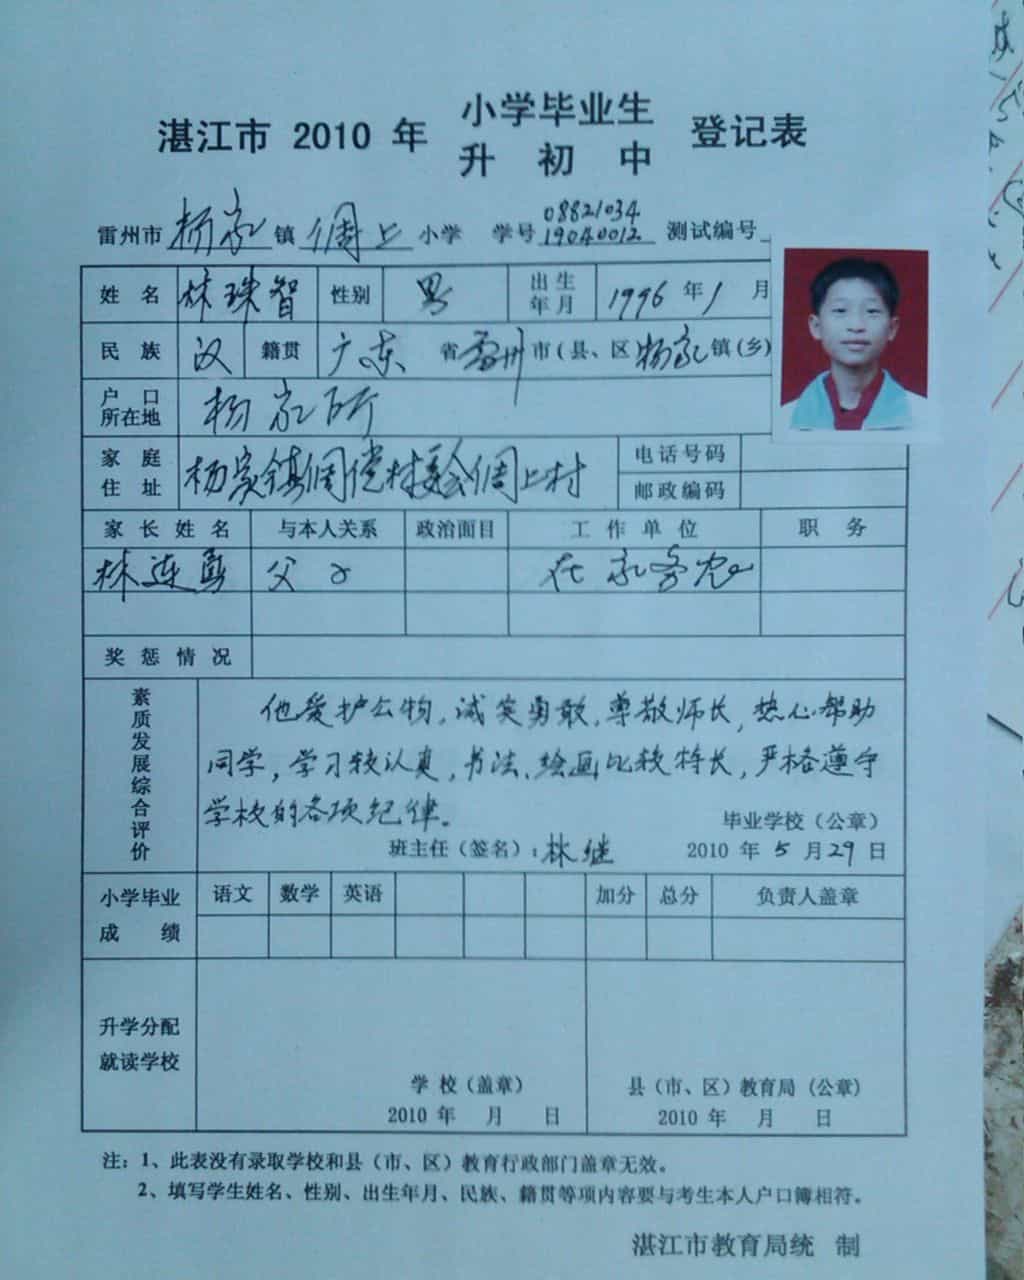 湛江市 2010 年 小学毕业生 登记表
升 初 中
雷州市 杨家 镇 倜上 小学 学号 08821034 19040012 测试编号
姓 名 林珠智 性别 男 出生年月 1996 年 1 月
民 族 汉 籍贯 广东 省 雷州 市(县、区 杨家 镇(乡)
户 口 所在地 杨家所
家 庭 住 址 杨家镇 村委会 上村 电话号码
邮政编码
家 长 姓 名 与本人关系 政治面目 工 作 单 位 职 务
林连 父子 在家务农
奖 惩 情 况
素质发展综合评价
他爱护公物,诚实勇敢,尊敬师长,热心帮助
同学,学习较认真,书法、绘画比较特长,严格遵守
学校的各项纪律。
毕业学校(公章)
班主任(签名):林继 2010 年 5 月 29 日
小学毕业 语文 数学 英语 加分 总分 负责人盖章
成 绩
升学分配
就读学校
学 校(盖章) 县(市、区)教育局(公章)
2010 年 月 日 2010 年 月 日
注:1、此表没有录取学校和县(市、区)教育行政部门盖章无效。
2、填写学生姓名、性别、出生年月、民族、籍贯等项内容要与考生本人户口簿相符。
湛江市教育局统 制